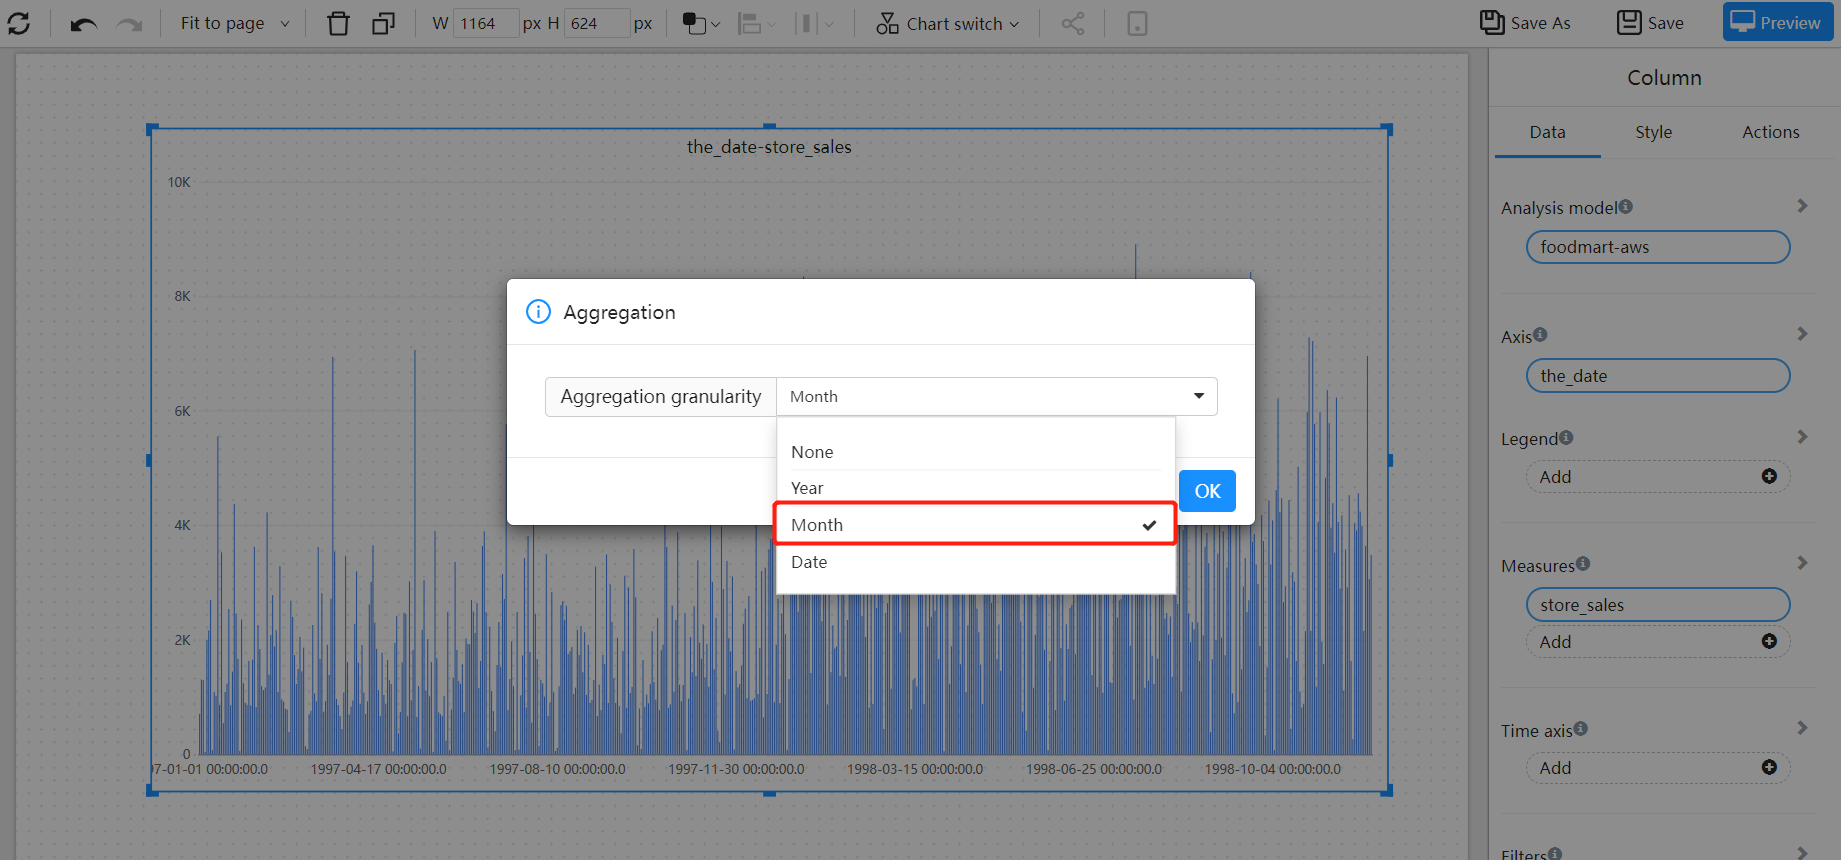 Fit to page
W 1164 px H 624 px
Chart switch
Save As
Save
Preview
Column
Data
Style
Actions
the_date-store_sales
10K
8K
6K
4K
2K
0
7-01-01 00:00:00.0
1997-04-17 00:00:00.0
1997-08-10 00:00:00.0
1997-11-30 00:00:00.0
1998-03-15 00:00:00.0
1998-06-25 00:00:00.0
1998-10-04 00:00:00.0
Aggregation
Aggregation granularity
Month
None
Year
Month
Date
OK
Analysis model
foodmart-aws
Axis
the_date
Legend
Add
Measures
store_sales
Add
Time axis
Add
Filters